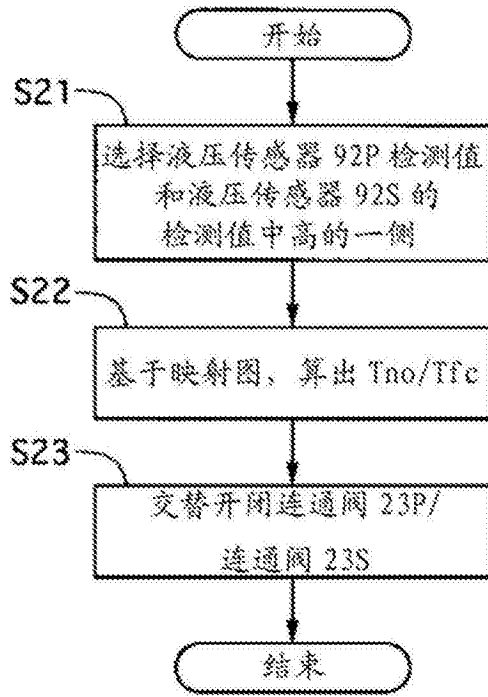 开始
S21
选择液压传感器 92P 检测值
和液压传感器 92S 的
检测值中高的一侧
S22
基于映射图，算出 Tno/Tfc
S23
交替开闭连通阀 23P/
连通阀 23S
结束